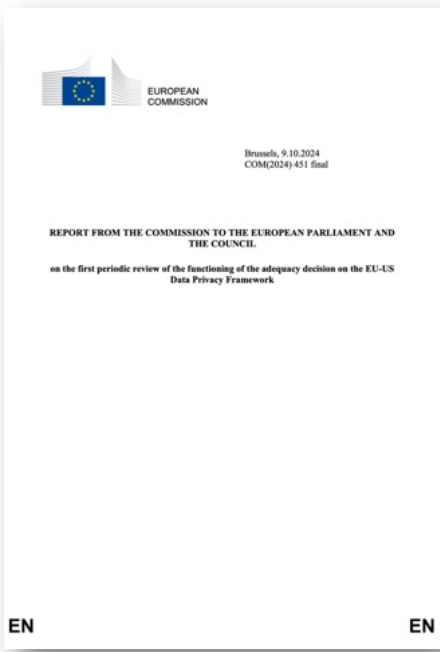 EUROPEAN
COMMISSION
Brussels, 9.10.2024
COM(2024) 451 final
REPORT FROM THE COMMISSION TO THE EUROPEAN PARLIAMENT AND
THE COUNCIL
on the first periodic review of the functioning of the adequacy decision on the EU-US
Data Privacy Framework
EN
EN